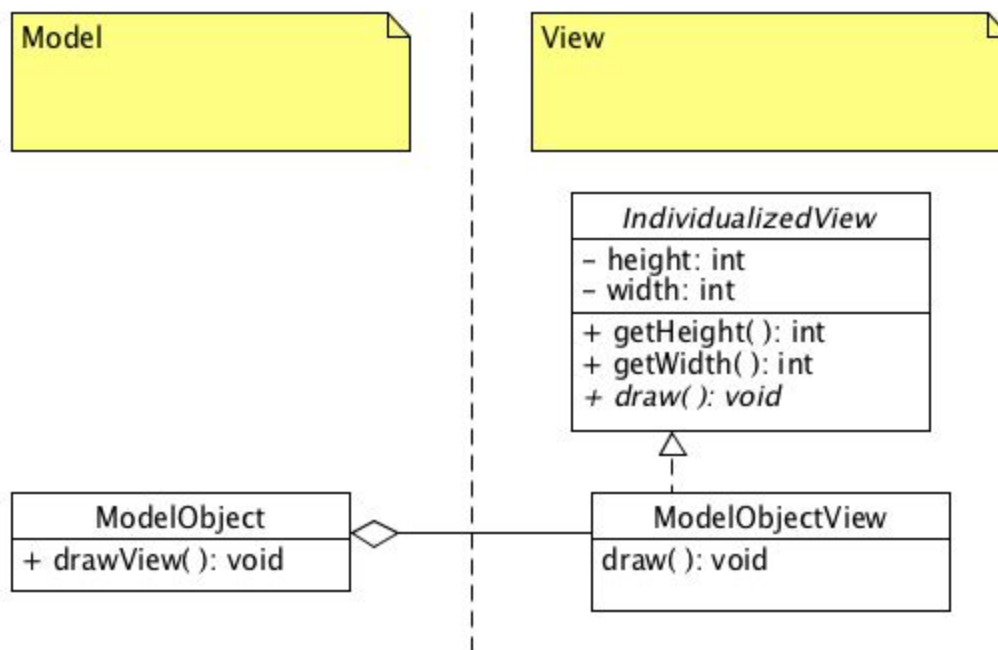 Model
View
IndividualizedView
– height: int
– width: int
+ getHeight( ): int
+ getWidth( ): int
+ draw( ): void
ModelObject
+ drawView( ): void
ModelObjectView
draw( ): void